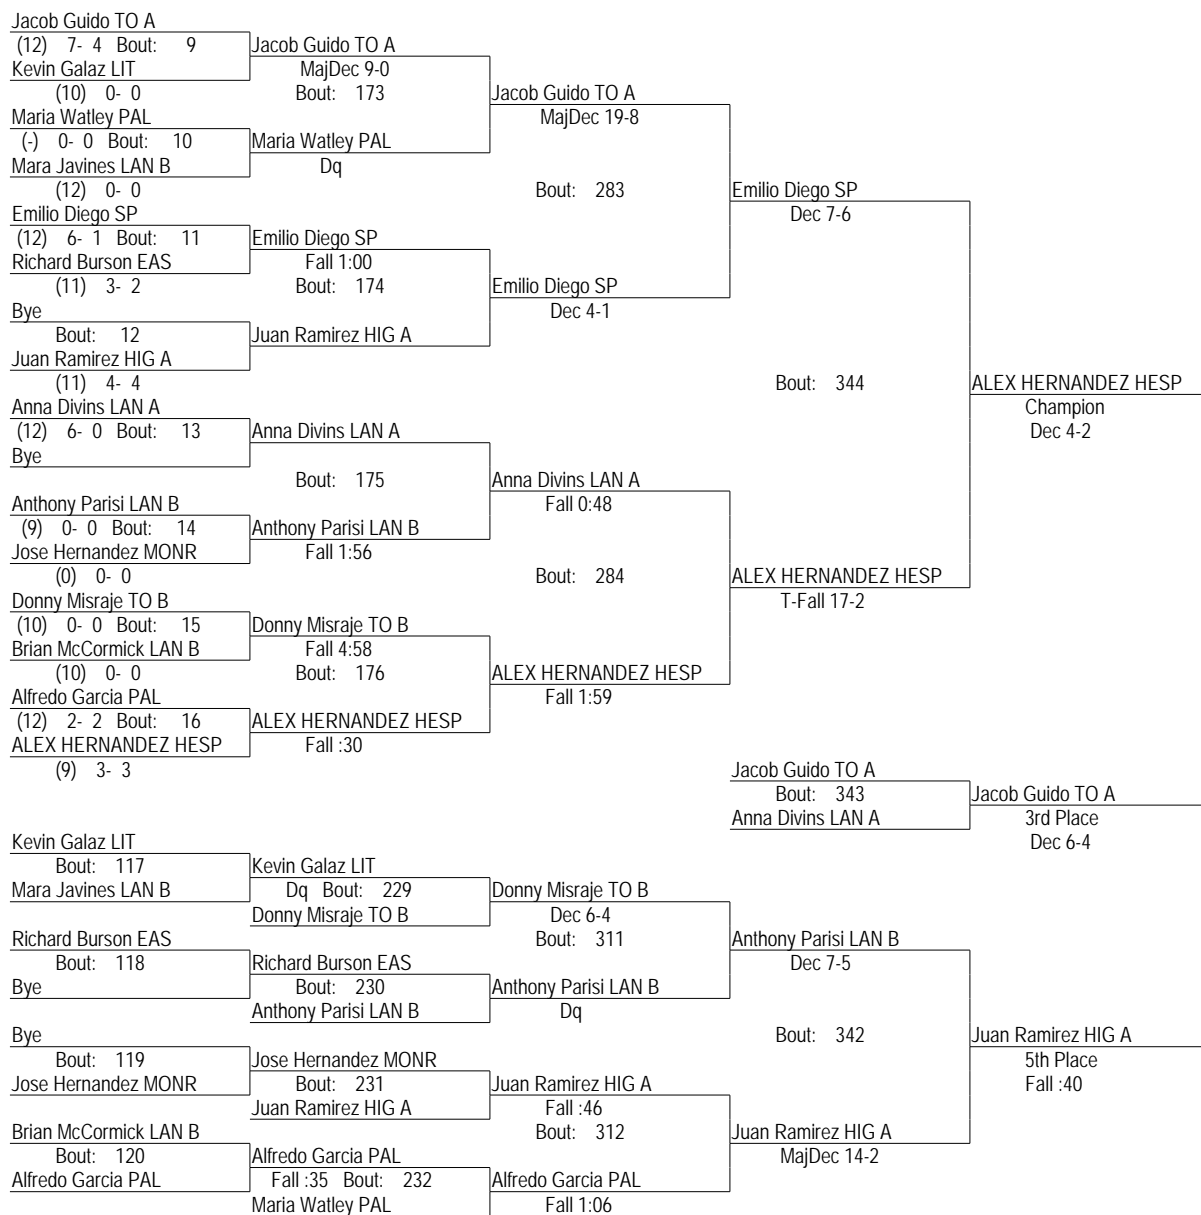 Jacob Guido TO A
(12) 7- 4 Bout: 9
Jacob Guido TO A
Kevin Galaz LIT
MajDec 9-0
(10) 0- 0
Bout: 173
Jacob Guido TO A
Maria Watley PAL
MajDec 19-8
(-) 0- 0 Bout: 10
Maria Watley PAL
Mara Javines LAN B
Dq
(12) 0- 0
Bout: 283
Emilio Diego SP
Emilio Diego SP
Dec 7-6
(12) 6- 1 Bout: 11
Emilio Diego SP
Richard Burson EAS
Fall 1:00
(11) 3- 2
Bout: 174
Emilio Diego SP
Bye
Dec 4-1
Bout: 12
Juan Ramirez HIG A
Juan Ramirez HIG A
(11) 4- 4
Bout: 344
ALEX HERNANDEZ HESP
Anna Divins LAN A
Champion
(12) 6- 0 Bout: 13
Anna Divins LAN A
Dec 4-2
Bye
Bout: 175
Anna Divins LAN A
Anthony Parisi LAN B
Fall 0:48
(9) 0- 0 Bout: 14
Anthony Parisi LAN B
Jose Hernandez MONR
Fall 1:56
(0) 0- 0
Bout: 284
ALEX HERNANDEZ HESP
Donny Misraje TO B
T-Fall 17-2
(10) 0- 0 Bout: 15
Donny Misraje TO B
Brian McCormick LAN B
Fall 4:58
(10) 0- 0
Bout: 176
ALEX HERNANDEZ HESP
Alfredo Garcia PAL
Fall 1:59
(12) 2- 2 Bout: 16
ALEX HERNANDEZ HESP
ALEX HERNANDEZ HESP
Fall :30
(9) 3- 3
Jacob Guido TO A
Bout: 343
Jacob Guido TO A
Anna Divins LAN A
3rd Place
Dec 6-4
Kevin Galaz LIT
Bout: 117
Kevin Galaz LIT
Mara Javines LAN B
Dq Bout: 229
Donny Misraje TO B
Donny Misraje TO B
Dec 6-4
Richard Burson EAS
Bout: 311
Anthony Parisi LAN B
Bout: 118
Richard Burson EAS
Dec 7-5
Bye
Bout: 230
Anthony Parisi LAN B
Anthony Parisi LAN B
Dq
Bye
Bout: 342
Juan Ramirez HIG A
Bout: 119
Jose Hernandez MONR
5th Place
Jose Hernandez MONR
Bout: 231
Juan Ramirez HIG A
Fall :40
Juan Ramirez HIG A
Fall :46
Brian McCormick LAN B
Bout: 312
Juan Ramirez HIG A
Bout: 120
Alfredo Garcia PAL
MajDec 14-2
Alfredo Garcia PAL
Fall :35 Bout: 232
Alfredo Garcia PAL
Maria Watley PAL
Fall 1:06